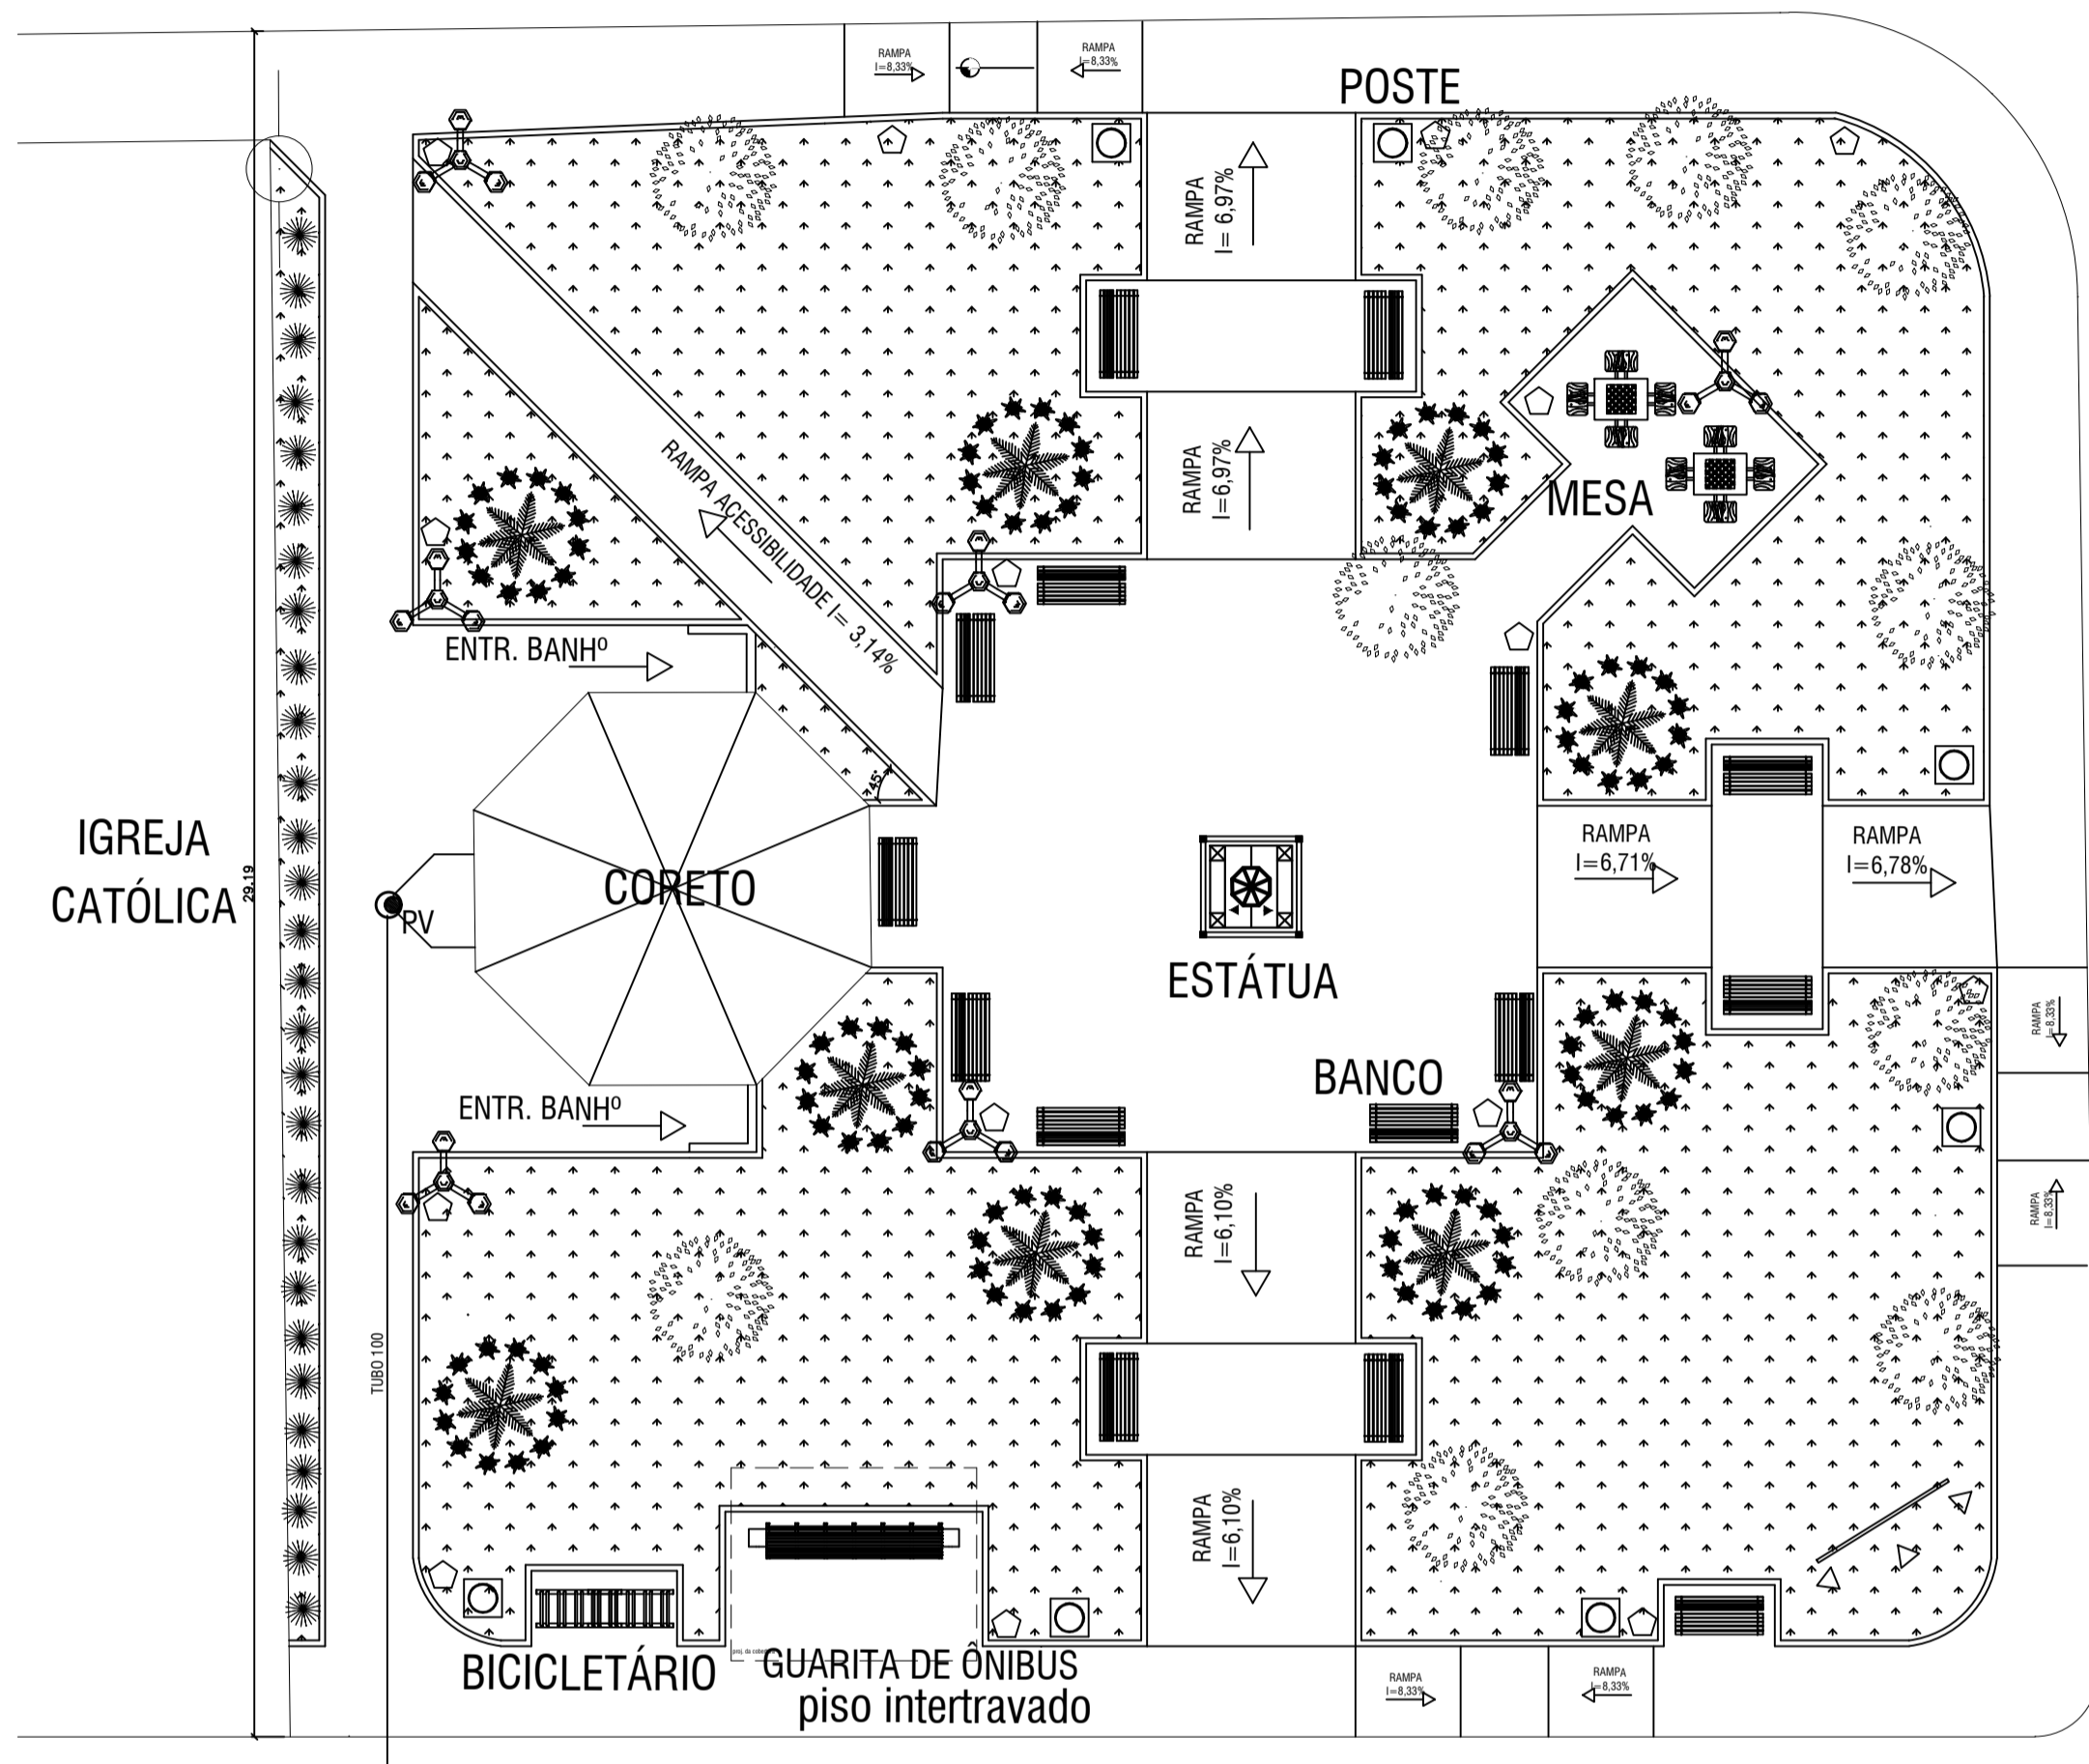 RAMPA
I=8,33%
RAMPA
I=8,33%
POSTE
RAMPA
I= 6,97%
RAMPA
I=6,97%
MESA
RAMPA ACESSIBILIDADE I= 3,14%
ENTR. BANHº
45°
IGREJA
CATÓLICA
29.19
CORETO
PV
RAMPA
I=6,71%
RAMPA
I=6,78%
ESTÁTUA
BANCO
RAMPA
I=8,33%
ENTR. BANHº
RAMPA
I=6,10%
RAMPA
I=8,33%
TUBO 100
RAMPA
I=6,10%
BICICLETÁRIO
GUARITA DE ÔNIBUS
piso intertravado
RAMPA
I=8,33%
RAMPA
I=8,33%